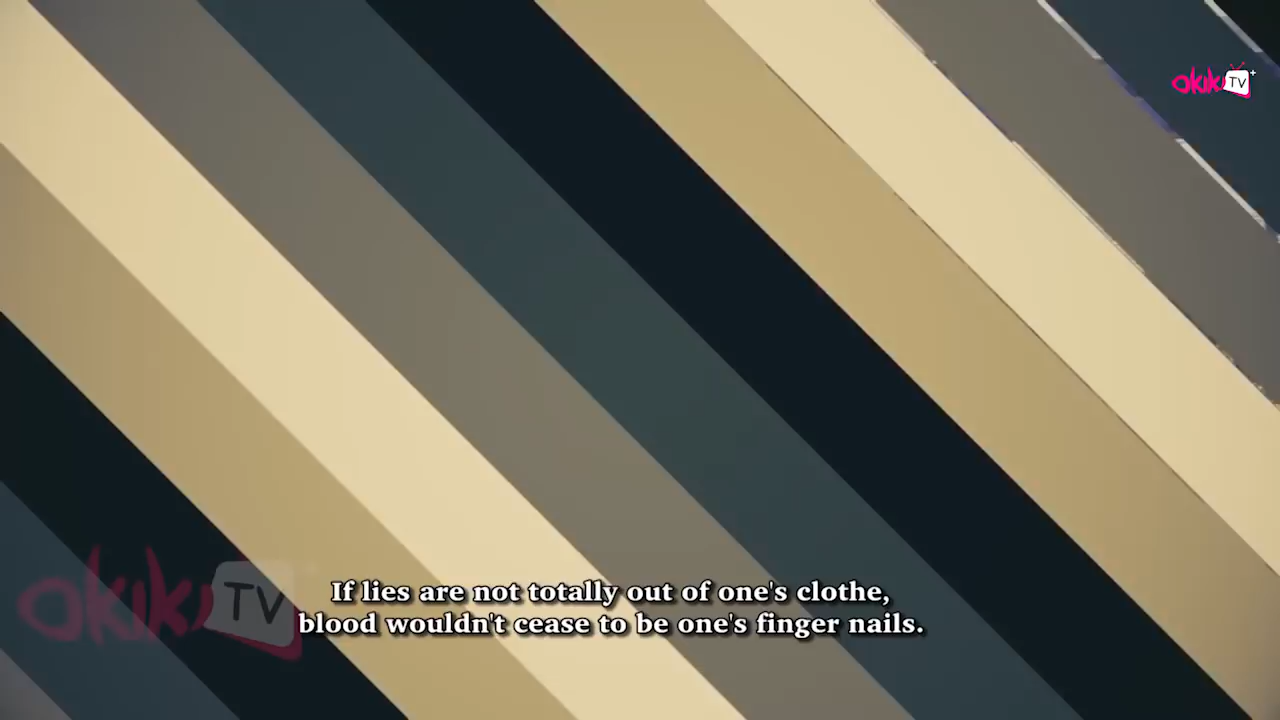 okiki TV+
If lies are not totally out of one's clothe,
blood wouldn't cease to be one's finger nails.
okiki TV